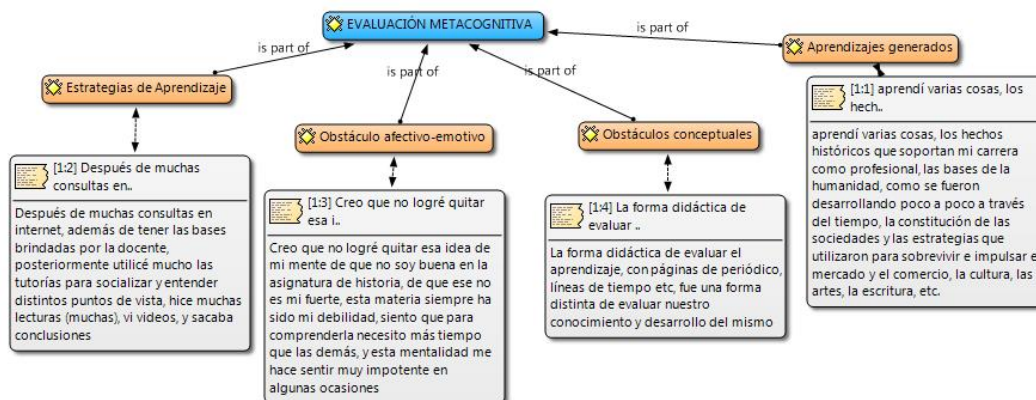 EVALUACIÓN METACOGNITIVA
is part of
is part of
is part of
is part of
Estrategias de Aprendizaje
Obstáculo afectivo-emotivo
Obstáculos conceptuales
Aprendizajes generados
[1:2] Después de muchas
consultas en..
Después de muchas consultas en
internet, además de tener las bases
brindadas por la docente,
posteriormente utilicé mucho las
tutorías para socializar y entender
distintos puntos de vista, hice muchas
lecturas (muchas), vi videos, y sacaba
conclusiones
[1:3] Creo que no logré quitar
esa i..
Creo que no logré quitar esa idea de
mi mente de que no soy buena en la
asignatura de historia, de que ese no
es mi fuerte, esta materia siempre ha
sido mi debilidad, siento que para
comprenderla necesito más tiempo
que las demás, y esta mentalidad me
hace sentir muy impotente en
algunas ocasiones
[1:4] La forma didáctica de
evaluar ..
La forma didáctica de evaluar el
aprendizaje, con páginas de periódico,
líneas de tiempo etc, fue una forma
distinta de evaluar nuestro
conocimiento y desarrollo del mismo
[1:1] aprendí varias cosas, los
hech..
aprendí varias cosas, los hechos
históricos que soportan mi carrera
como profesional, las bases de la
humanidad, como se fueron
desarrollando poco a poco a través
del tiempo, la constitución de las
sociedades y las estrategias que
utilizaron para sobrevivir e impulsar e
mercado y el comercio, la cultura, las
artes, la escritura, etc.